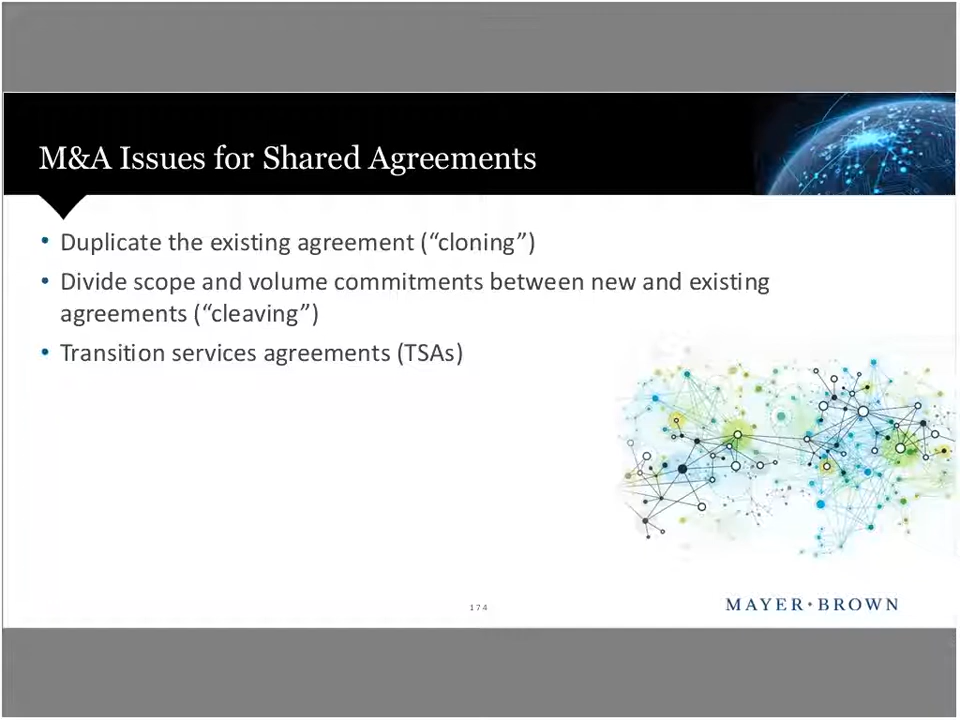 M&A Issues for Shared Agreements
• Duplicate the existing agreement (“cloning”)
• Divide scope and volume commitments between new and existing
agreements (“cleaving”)
• Transition services agreements (TSAs)
174
MAYER•BROWN